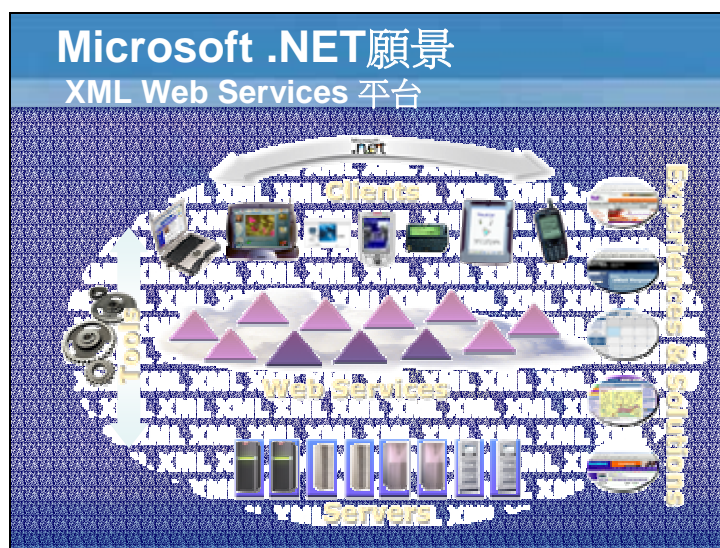 Microsoft .NET願景
XML Web Services 平台
Microsoft
.net
Clients
Tools
Experiences & Solutions
Web Services
Servers